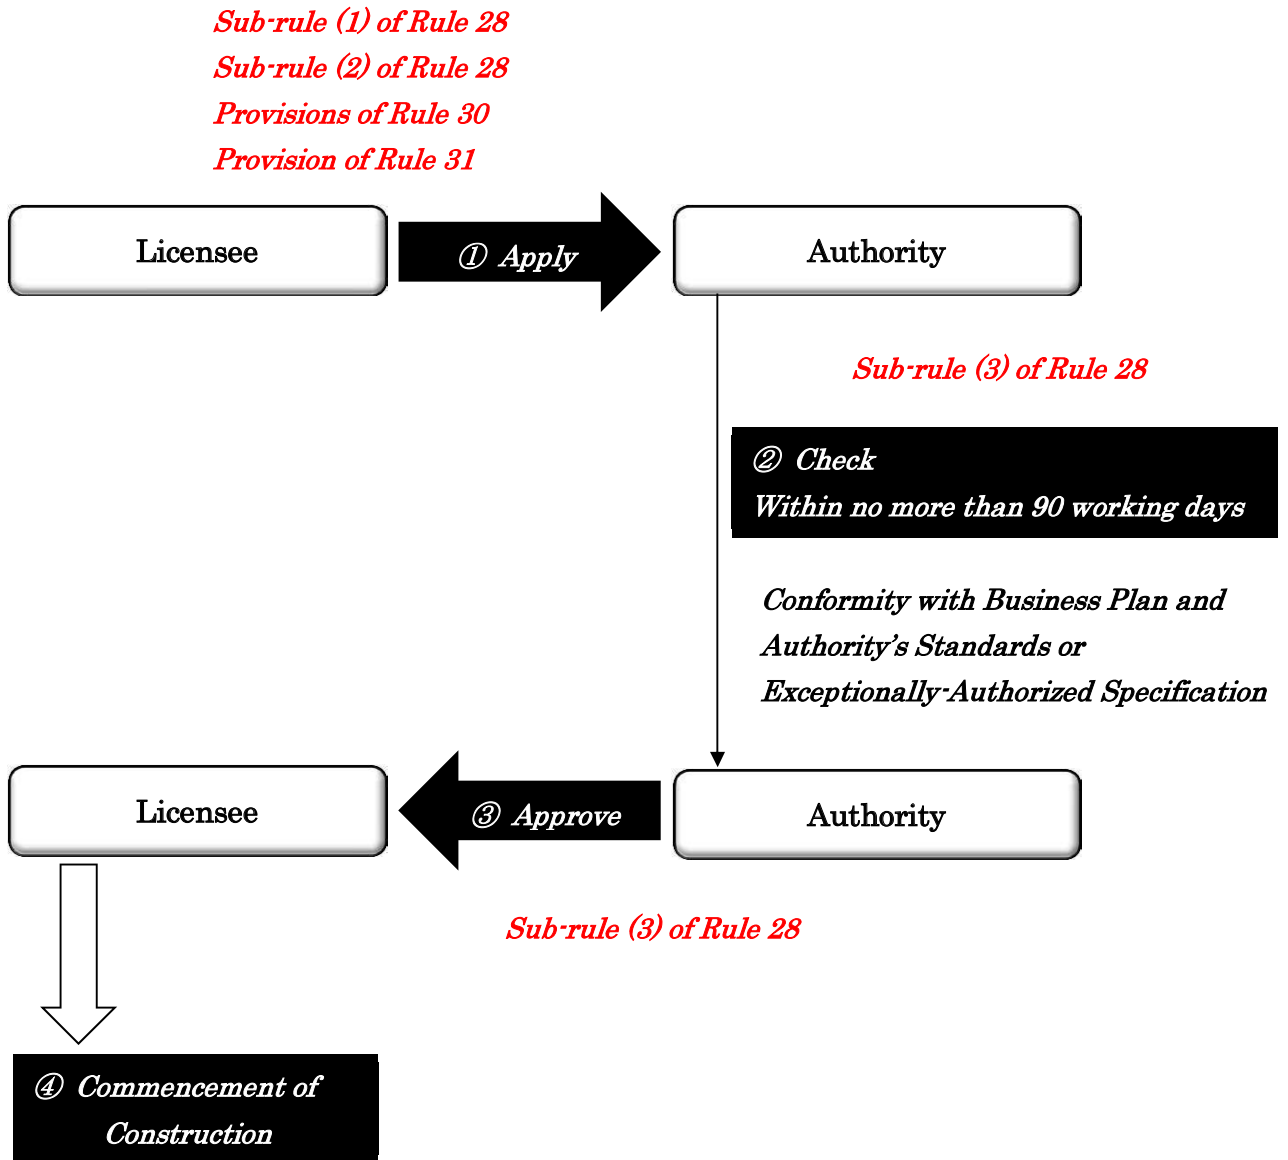 Sub-rule (1) of Rule 28
Sub-rule (2) of Rule 28
Provisions of Rule 30
Provision of Rule 31
Licensee
① Apply
Authority
Sub-rule (3) of Rule 28
② Check
Within no more than 90 working days
Conformity with Business Plan and
Authority’s Standards or
Exceptionally-Authorized Specification
Licensee
③ Approve
Authority
Sub-rule (3) of Rule 28
④ Commencement of
Construction